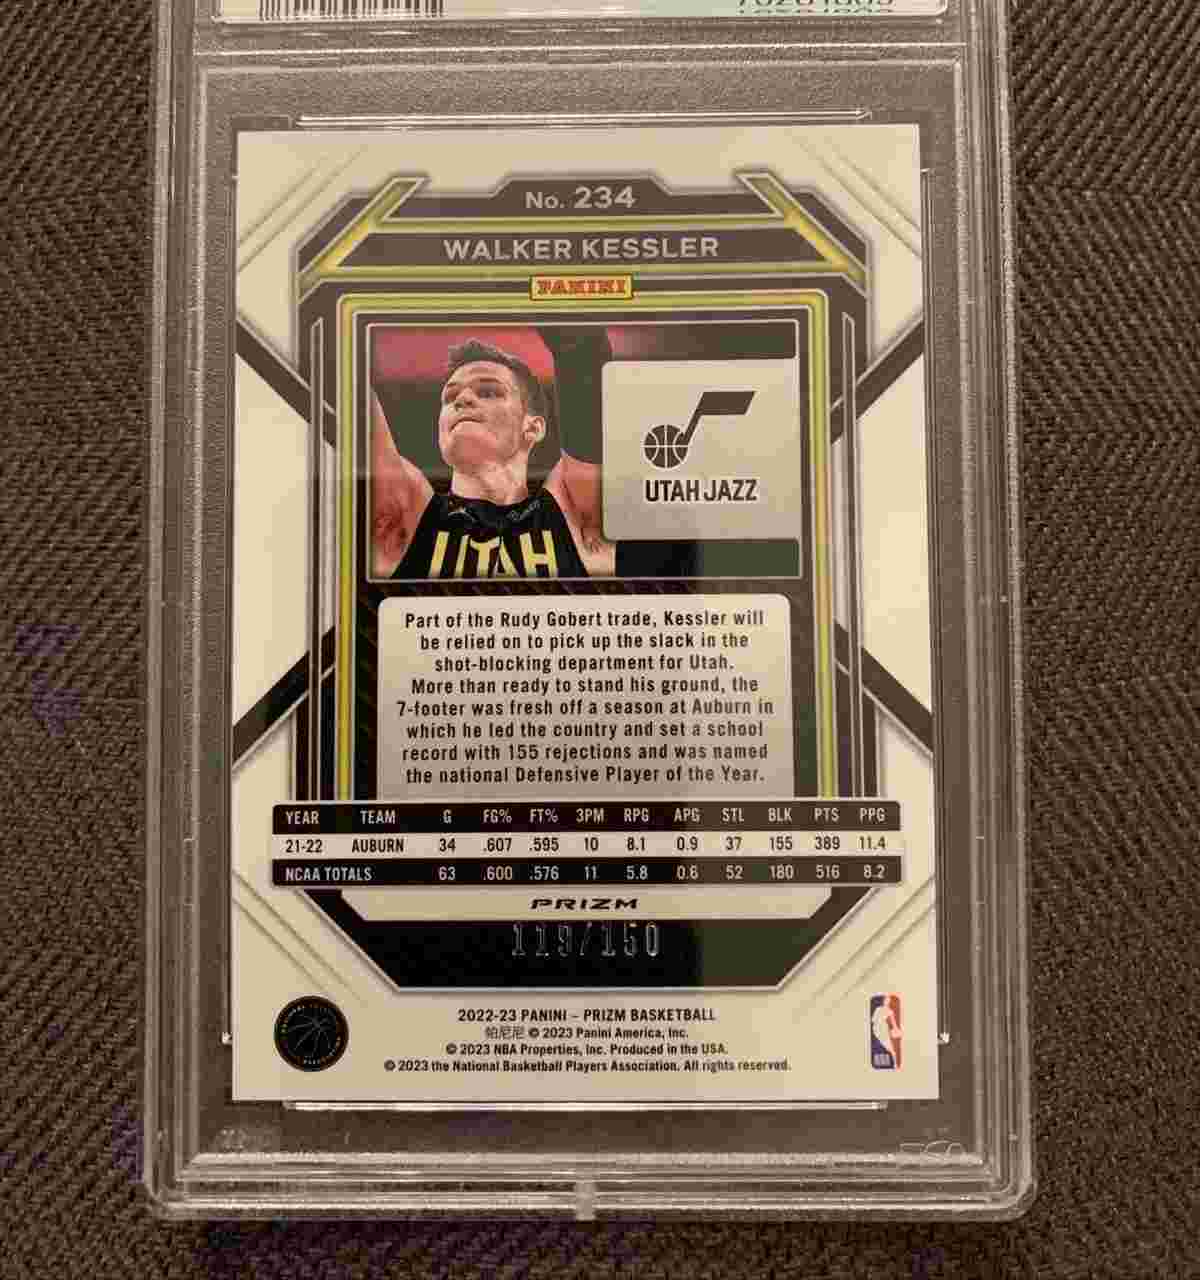 No. 234
WALKER KESSLER
PANINI
UTAH JAZZ
UTAH
Part of the Rudy Gobert trade, Kessler will
be relied on to pick up the slack in the
shot-blocking department for Utah.
More than ready to stand his ground, the
7-footer was fresh off a season at Auburn in
which he led the country and set a school
record with 155 rejections and was named
the national Defensive Player of the Year.
YEAR TEAM G FG% FT% 3PM RPG APG STL BLK PTS PPG
21-22 AUBURN 34 .607 .595 10 8.1 0.9 37 155 389 11.4
NCAA TOTALS 63 .600 .576 11 5.8 0.6 52 180 516 8.2
PRIZM
119/150
2022-23 PANINI - PRIZM BASKETBALL
帕尼尼 © 2023 Panini America, Inc.
© 2023 NBA Properties, Inc. Produced in the USA.
© 2023 the National Basketball Players Association. All rights reserved.
NBA